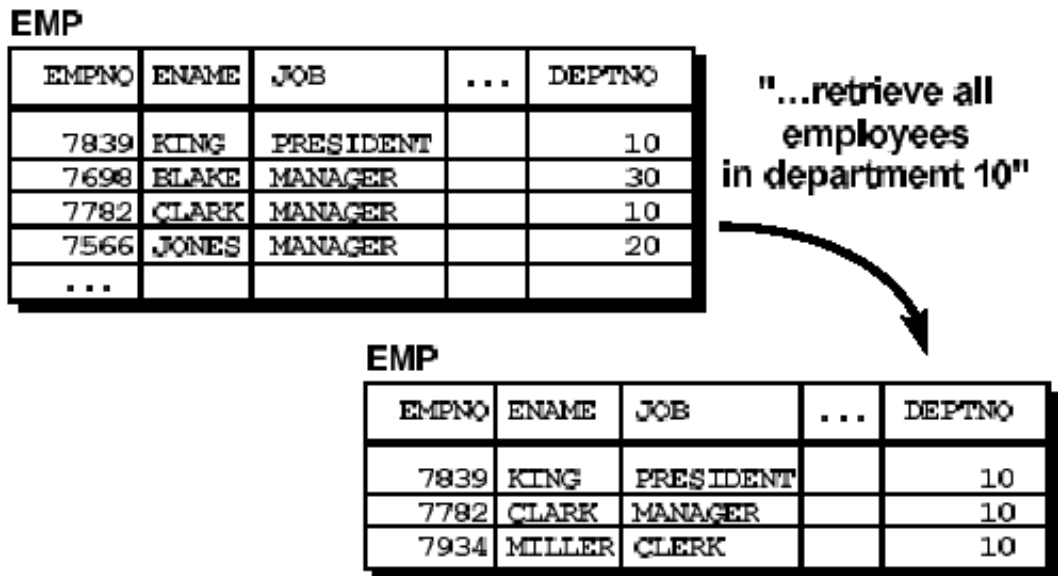 EMP
EMPNO ENAME JOB ... DEPTNO
7839 KING PRESIDENT 10
7698 BLAKE MANAGER 30
7782 CLARK MANAGER 10
7566 JONES MANAGER 20
...
"...retrieve all
employees
in department 10"
EMP
EMPNO ENAME JOB ... DEPTNO
7839 KING PRESIDENT 10
7782 CLARK MANAGER 10
7934 MILLER CLERK 10